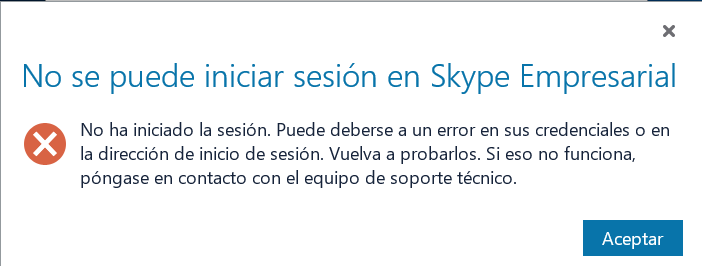 No se puede iniciar sesión en Skype Empresarial
No ha iniciado la sesión. Puede deberse a un error en sus credenciales o en
la dirección de inicio de sesión. Vuelva a probarlos. Si eso no funciona,
póngase en contacto con el equipo de soporte técnico.
Aceptar